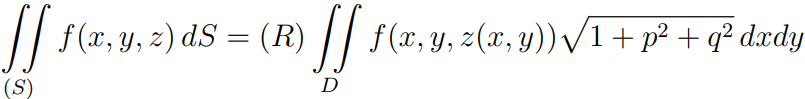 ∬_(S) f(x, y, z) dS = (R) ∬_D f(x, y, z(x, y))√(1 + p² + q²) dxdy